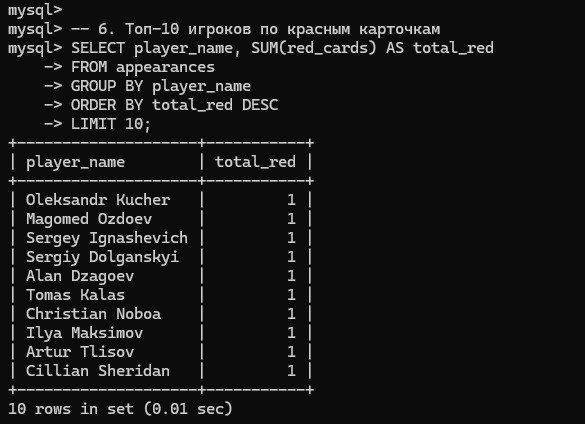 mysql>
mysql> -- 6. Топ-10 игроков по красным карточкам
mysql> SELECT player_name, SUM(red_cards) AS total_red
    -> FROM appearances
    -> GROUP BY player_name
    -> ORDER BY total_red DESC
    -> LIMIT 10;
+-------------------+-----------+
| player_name       | total_red |
+-------------------+-----------+
| Oleksandr Kucher  |         1 |
| Magomed Ozdoev    |         1 |
| Sergey Ignashevich |         1 |
| Sergiy Dolganskyi |         1 |
| Alan Dzagoev      |         1 |
| Tomas Kalas       |         1 |
| Christian Noboa   |         1 |
| Ilya Maksimov     |         1 |
| Artur Tlisov      |         1 |
| Cillian Sheridan  |         1 |
+-------------------+-----------+
10 rows in set (0.01 sec)